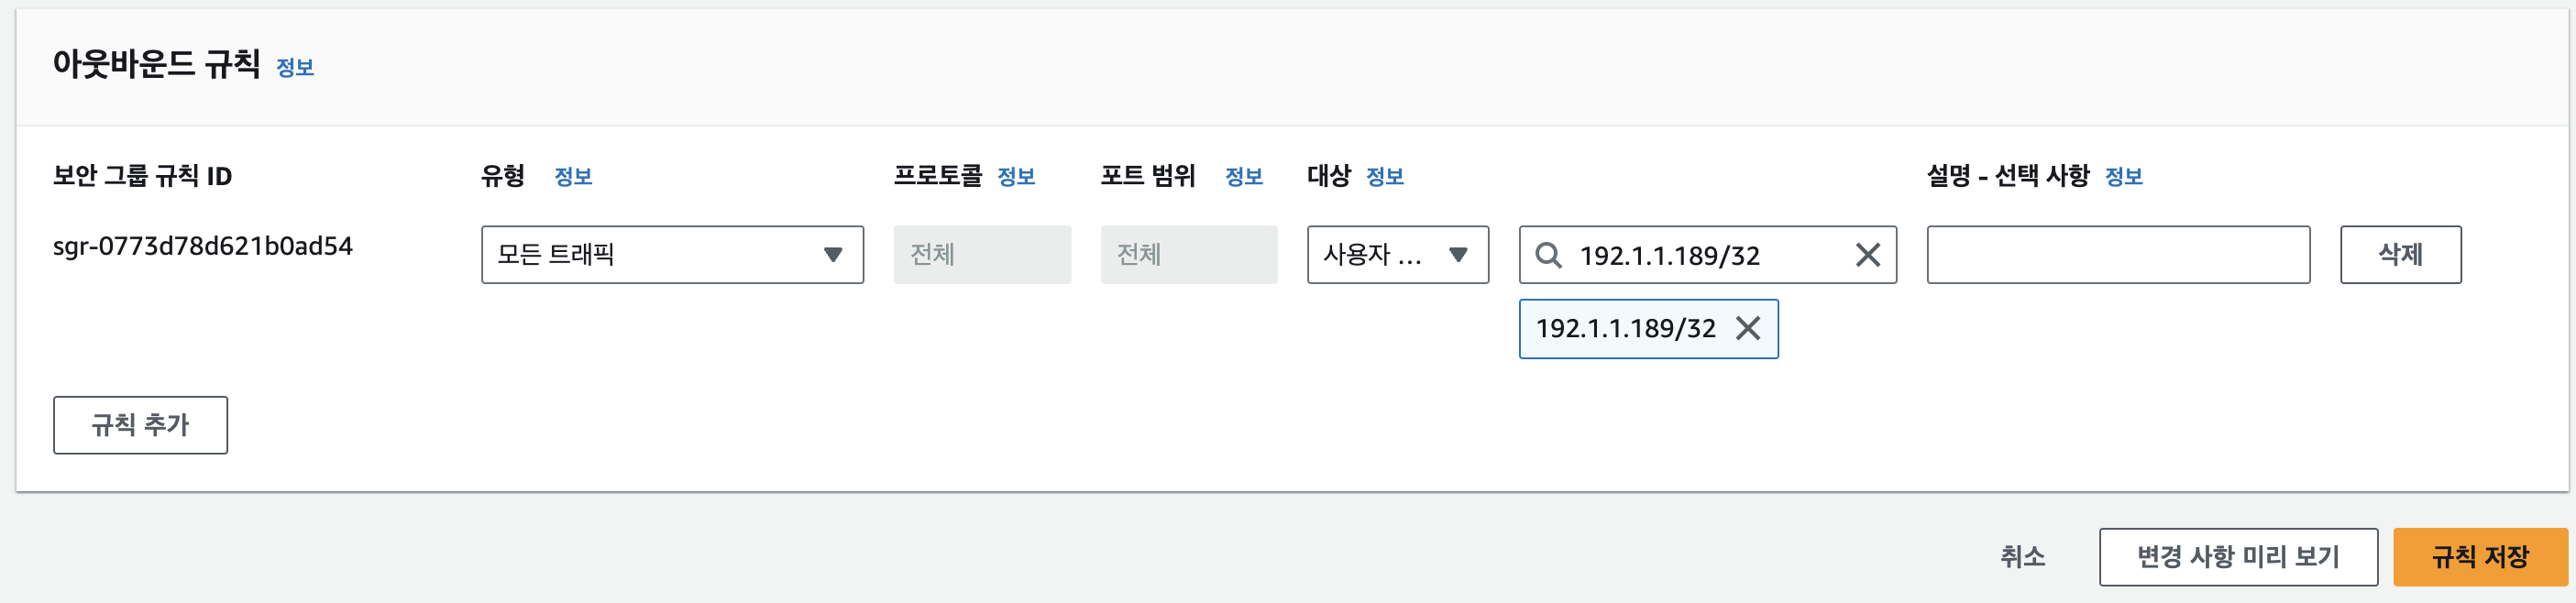 아웃바운드 규칙 정보
보안 그룹 규칙 ID 유형 정보 프로토콜 정보 포트 범위 정보 대상 정보 설명 - 선택 사항 정보
sgr-0773d78d621b0ad54 모든 트래픽 전체 전체 사용자 ... 192.1.1.189/32 삭제
192.1.1.189/32
규칙 추가
취소 변경 사항 미리 보기 규칙 저장